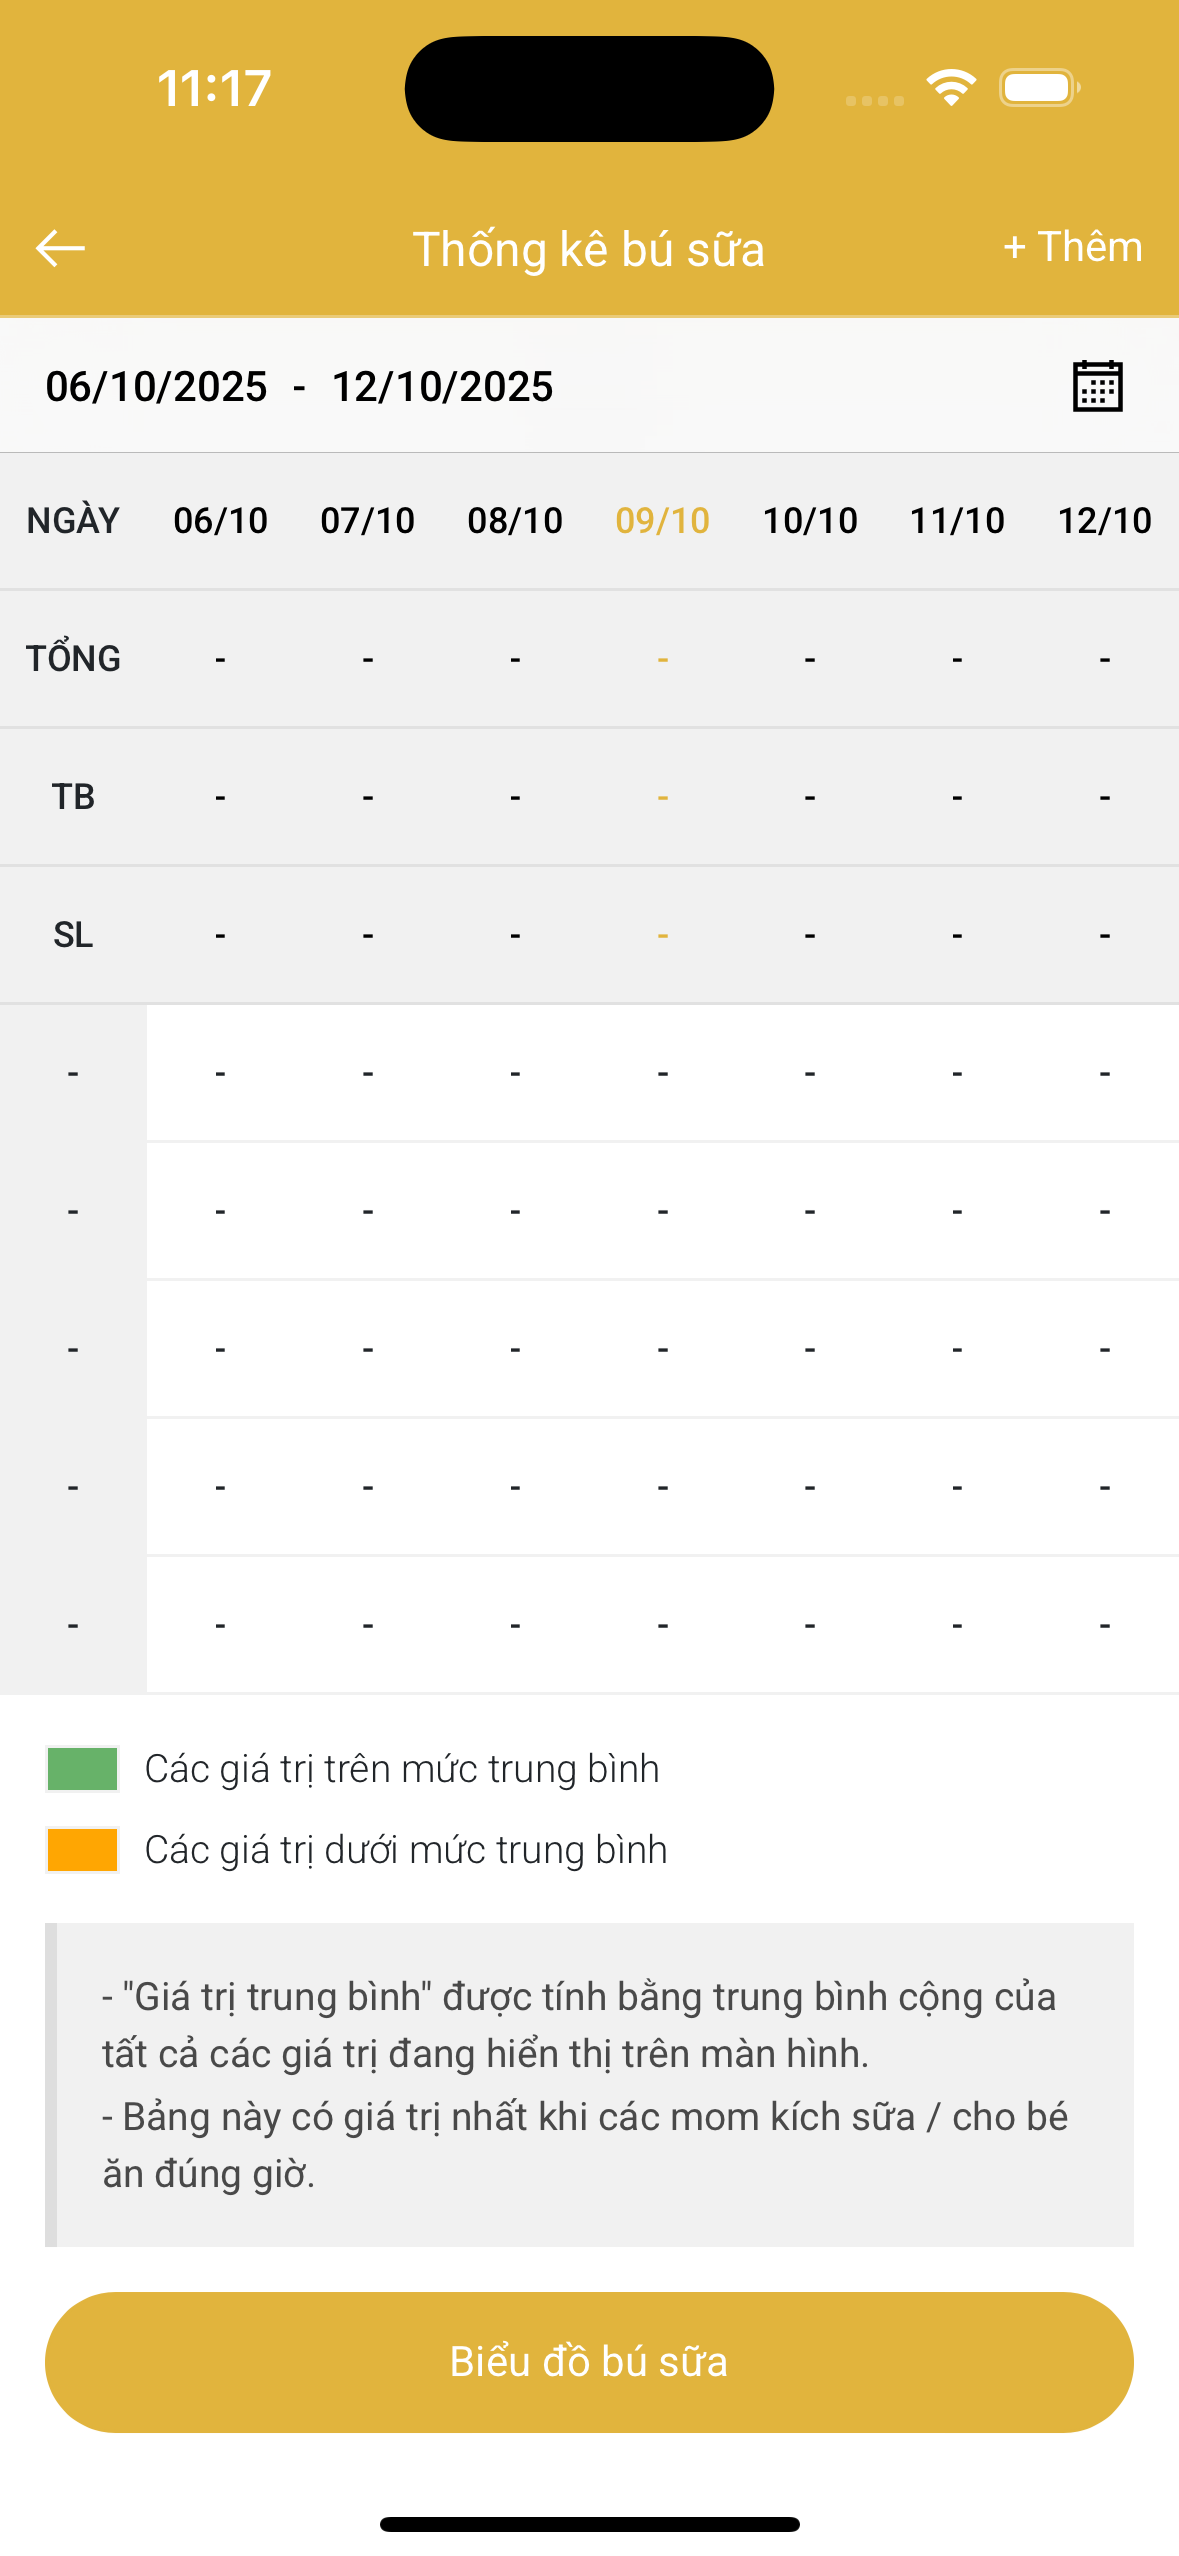 11:17
Thống kê bú sữa
+ Thêm
06/10/2025 - 12/10/2025
NGÀY 06/10 07/10 08/10 09/10 10/10 11/10 12/10
TỔNG - - - - - - -
TB - - - - - - -
SL - - - - - - -
- - - - - - - -
- - - - - - - -
- - - - - - - -
- - - - - - - -
- - - - - - - -
Các giá trị trên mức trung bình
Các giá trị dưới mức trung bình
- "Giá trị trung bình" được tính bằng trung bình cộng của
tất cả các giá trị đang hiển thị trên màn hình.
- Bảng này có giá trị nhất khi các mom kích sữa / cho bé
ăn đúng giờ.
Biểu đồ bú sữa